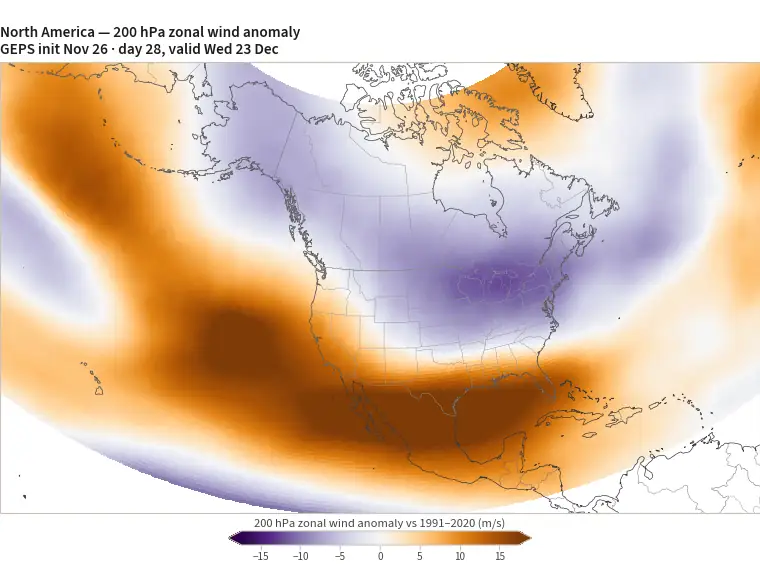 North America — 200 hPa zonal wind anomaly
GEPS init Nov 26 · day 28, valid Wed 23 Dec
200 hPa zonal wind anomaly vs 1991–2020 (m/s)
−15 −10 −5 0 5 10 15